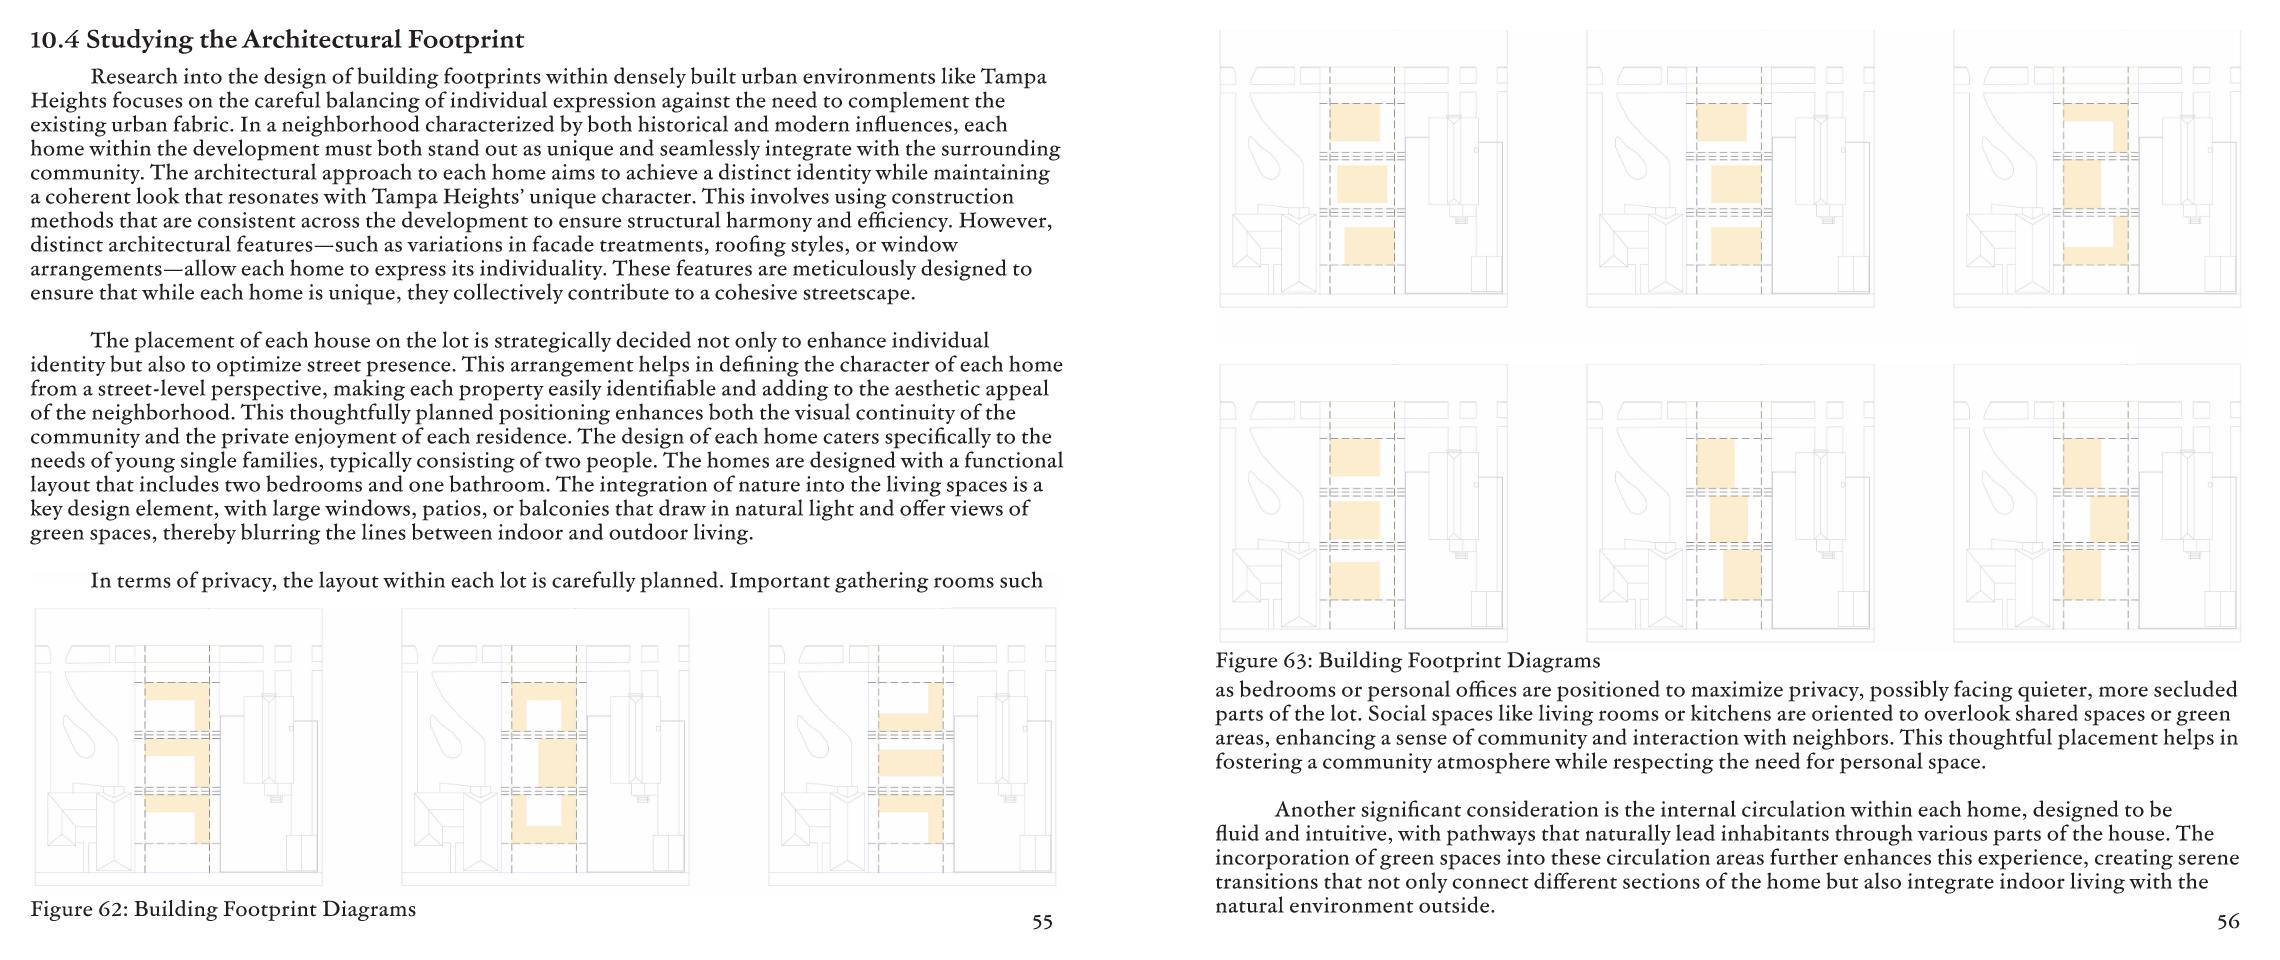 10.4 Studying the Architectural Footprint
Research into the design of building footprints within densely built urban environments like Tampa
Heights focuses on the careful balancing of individual expression against the need to complement the
existing urban fabric. In a neighborhood characterized by both historical and modern influences, each
home within the development must both stand out as unique and seamlessly integrate with the surrounding
community. The architectural approach to each home aims to achieve a distinct identity while maintaining
a coherent look that resonates with Tampa Heights’ unique character. This involves using construction
methods that are consistent across the development to ensure structural harmony and efficiency. However,
distinct architectural features—such as variations in facade treatments, roofing styles, or window
arrangements—allow each home to express its individuality. These features are meticulously designed to
ensure that while each home is unique, they collectively contribute to a cohesive streetscape.
The placement of each house on the lot is strategically decided not only to enhance individual
identity but also to optimize street presence. This arrangement helps in defining the character of each home
from a street-level perspective, making each property easily identifiable and adding to the aesthetic appeal
of the neighborhood. This thoughtfully planned positioning enhances both the visual continuity of the
community and the private enjoyment of each residence. The design of each home caters specifically to the
needs of young single families, typically consisting of two people. The homes are designed with a functional
layout that includes two bedrooms and one bathroom. The integration of nature into the living spaces is a
key design element, with large windows, patios, or balconies that draw in natural light and offer views of
green spaces, thereby blurring the lines between indoor and outdoor living.
In terms of privacy, the layout within each lot is carefully planned. Important gathering rooms such
Figure 62: Building Footprint Diagrams
55
Figure 63: Building Footprint Diagrams
as bedrooms or personal offices are positioned to maximize privacy, possibly facing quieter, more secluded
parts of the lot. Social spaces like living rooms or kitchens are oriented to overlook shared spaces or green
areas, enhancing a sense of community and interaction with neighbors. This thoughtful placement helps in
fostering a community atmosphere while respecting the need for personal space.
Another significant consideration is the internal circulation within each home, designed to be
fluid and intuitive, with pathways that naturally lead inhabitants through various parts of the house. The
incorporation of green spaces into these circulation areas further enhances this experience, creating serene
transitions that not only connect different sections of the home but also integrate indoor living with the
natural environment outside.
56